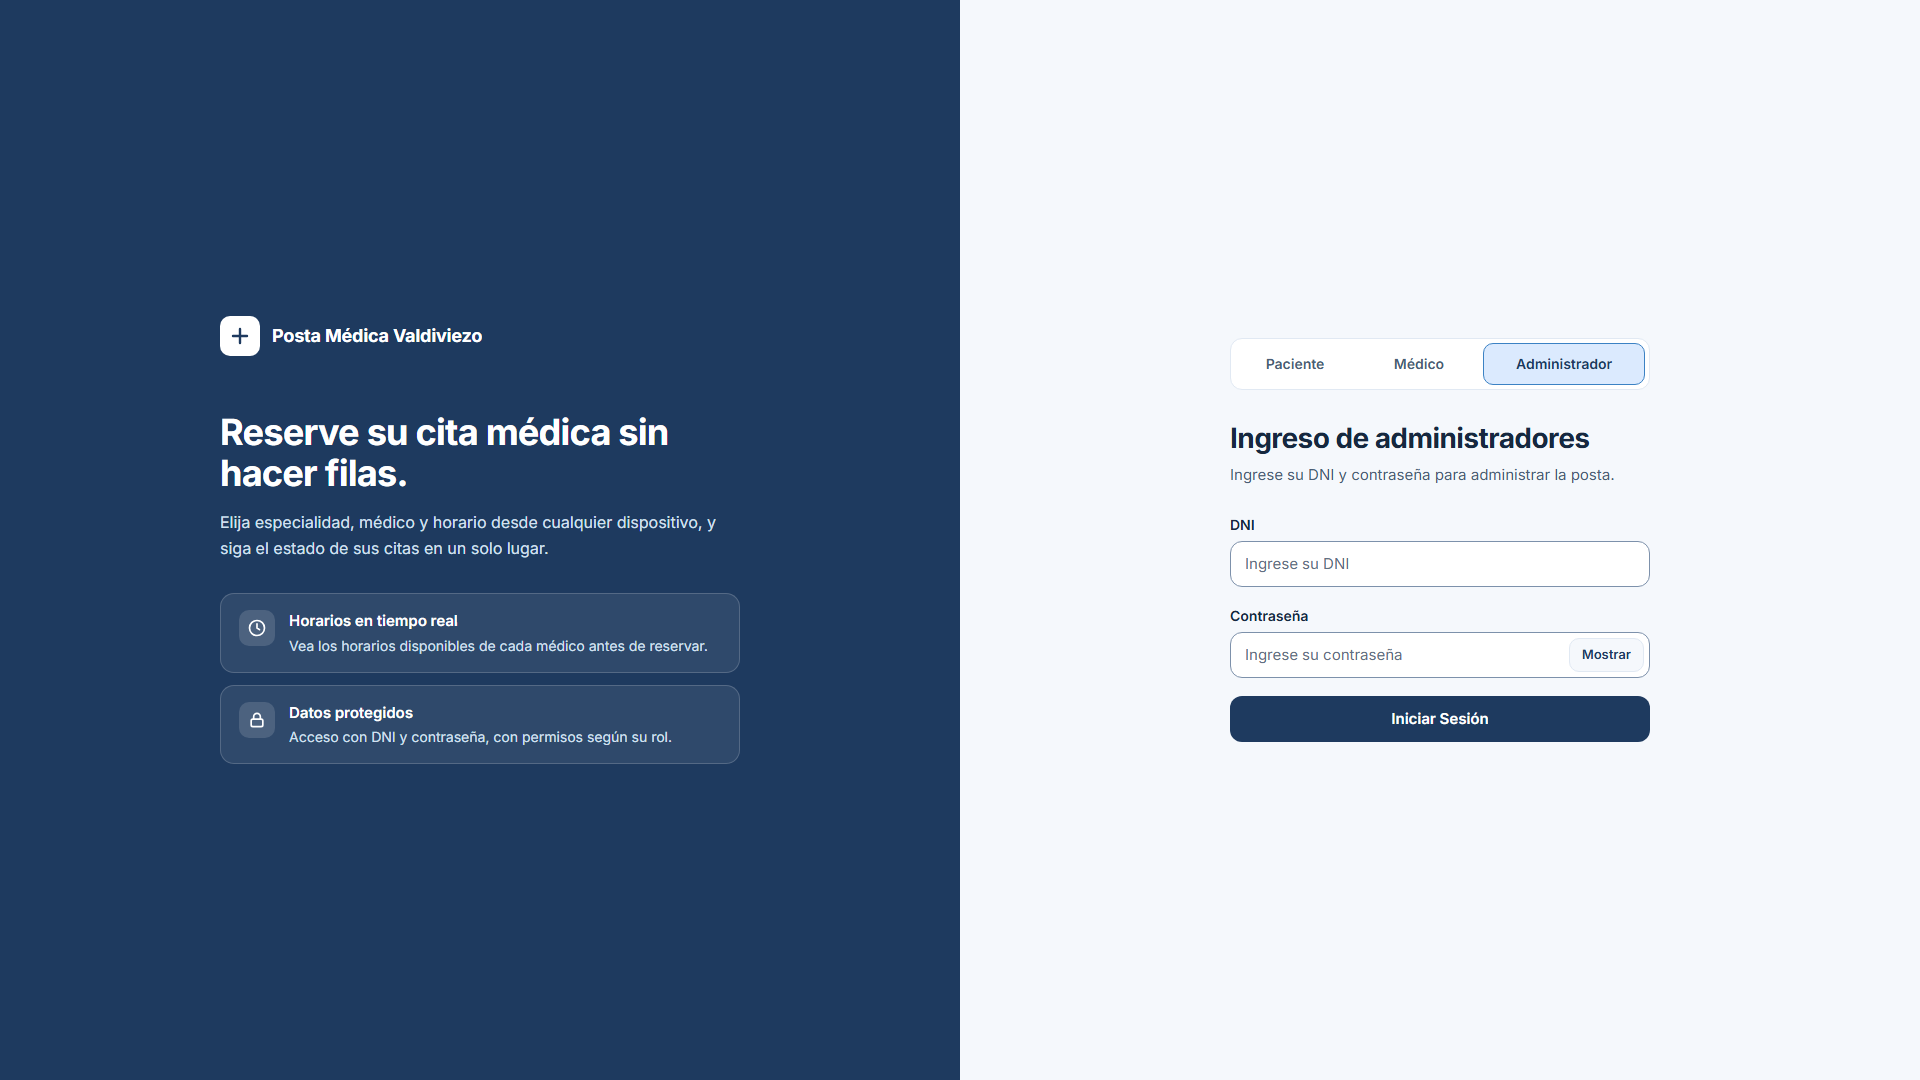 Posta Médica Valdiviezo
Reserve su cita médica sin
hacer filas.
Elija especialidad, médico y horario desde cualquier dispositivo, y
siga el estado de sus citas en un solo lugar.
Horarios en tiempo real
Vea los horarios disponibles de cada médico antes de reservar.
Datos protegidos
Acceso con DNI y contraseña, con permisos según su rol.
Paciente
Médico
Administrador
Ingreso de administradores
Ingrese su DNI y contraseña para administrar la posta.
DNI
Ingrese su DNI
Contraseña
Ingrese su contraseña
Mostrar
Iniciar Sesión